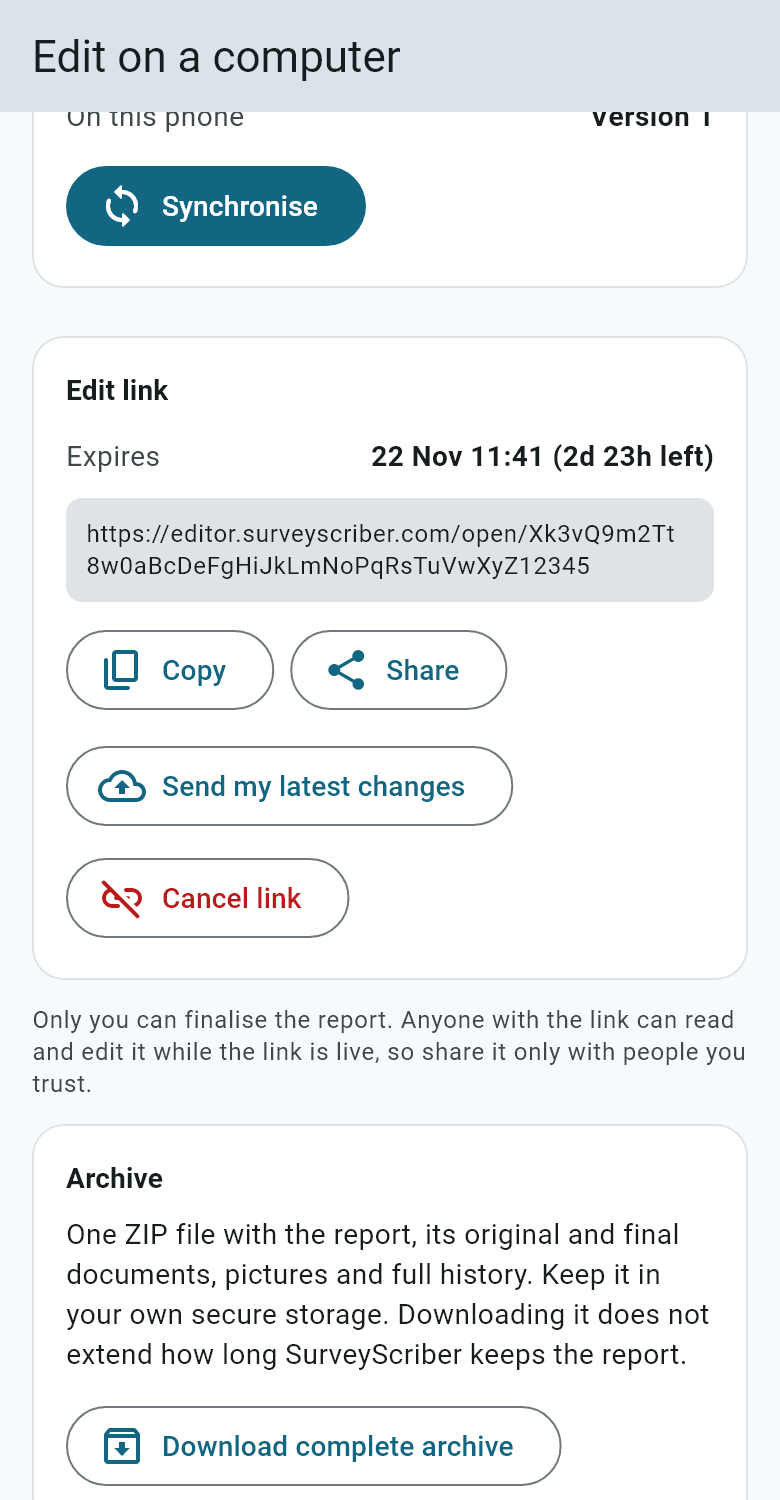 Edit on a computer
On this phone Version 1
Synchronise
Edit link
Expires 22 Nov 11:41 (2d 23h left)
https://editor.surveyscriber.com/open/Xk3vQ9m2Tt
8w0aBcDeFgHiJkLmNoPqRsTuVwXyZ12345
Copy Share
Send my latest changes
Cancel link
Only you can finalise the report. Anyone with the link can read
and edit it while the link is live, so share it only with people you
trust.
Archive
One ZIP file with the report, its original and final
documents, pictures and full history. Keep it in
your own secure storage. Downloading it does not
extend how long SurveyScriber keeps the report.
Download complete archive